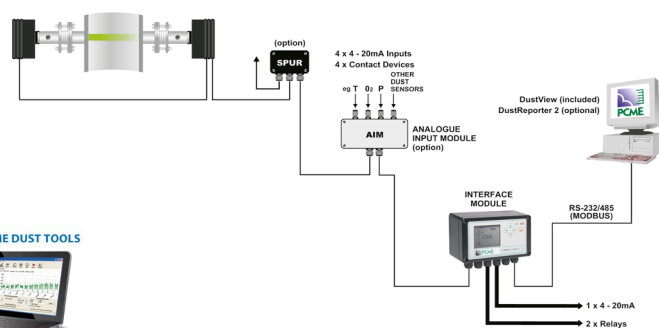 (option)
SPUR
4 x 4 - 20mA Inputs
4 x Contact Devices
eg T O₂ P
OTHER
DUST
SENSORS
AIM
ANALOGUE
INPUT MODULE
(option)
DustView (included)
DustReporter 2 (optional)
PCME
INTERFACE
MODULE
PCME
RS-232/485
(MODBUS)
1 x 4 - 20mA
2 x Relays
DUST TOOLS